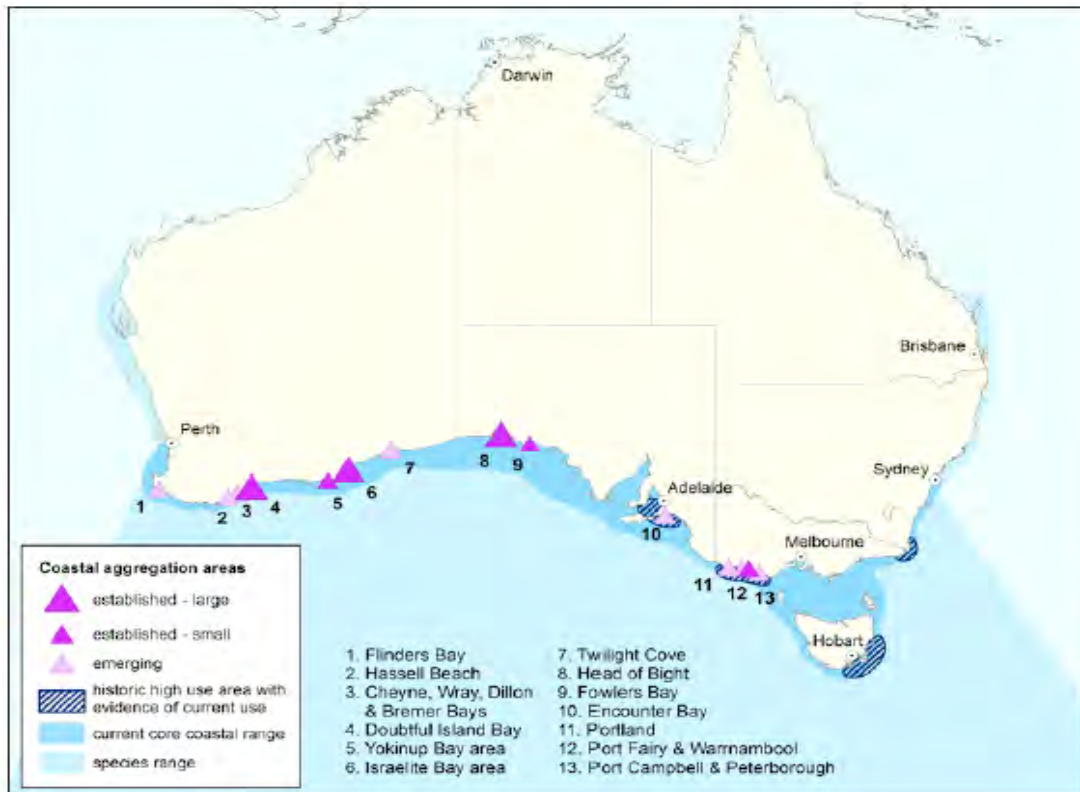 Darwin
Brisbane
Perth
Sydney
Adelaide
Melbourne
Hobart
1
2
3
4
5
6
7
8
9
10
11
12
13
Coastal aggregation areas
established - large
established - small
emerging
historic high use area with
evidence of current use
current core coastal range
species range
1. Flinders Bay
2. Hassell Beach
3. Cheyne, Wray, Dillon
& Bremer Bays
4. Doubtful Island Bay
5. Yokinup Bay area
6. Israelite Bay area
7. Twilight Cove
8. Head of Bight
9. Fowlers Bay
10. Encounter Bay
11. Portland
12. Port Fairy & Warrnambool
13. Port Campbell & Peterborough